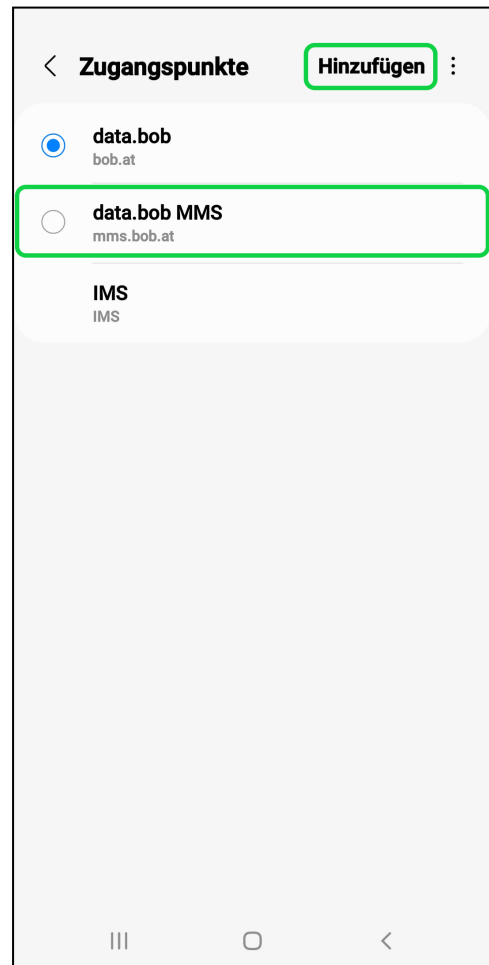 Zugangspunkte Hinzufügen
data.bob
bob.at
data.bob MMS
mms.bob.at
IMS
IMS